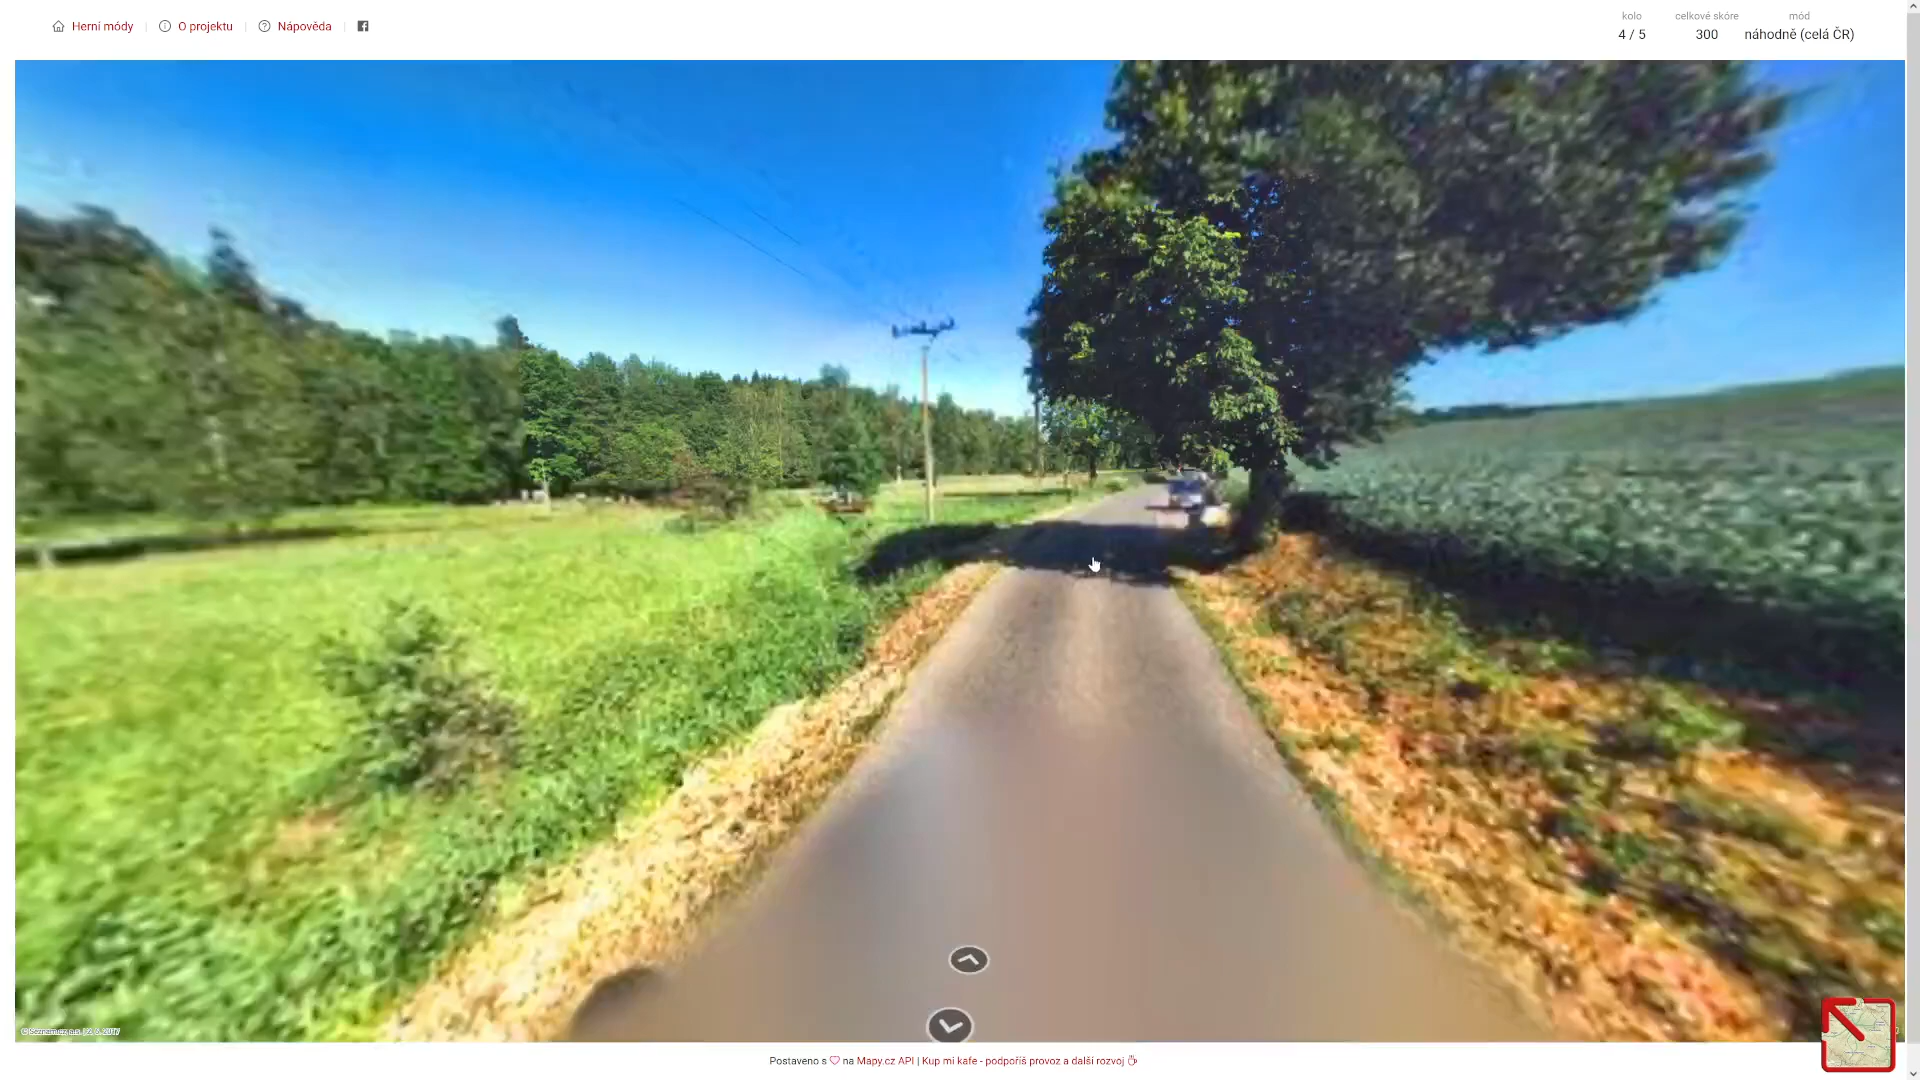 Herní módy
O projektu
Nápověda
kolo
4 / 5
celkové skóre
300
mód
náhodně (celá ČR)
Postaveno s na Mapy.cz API | Kup mi kafe - podpoříš provoz a další rozvoj